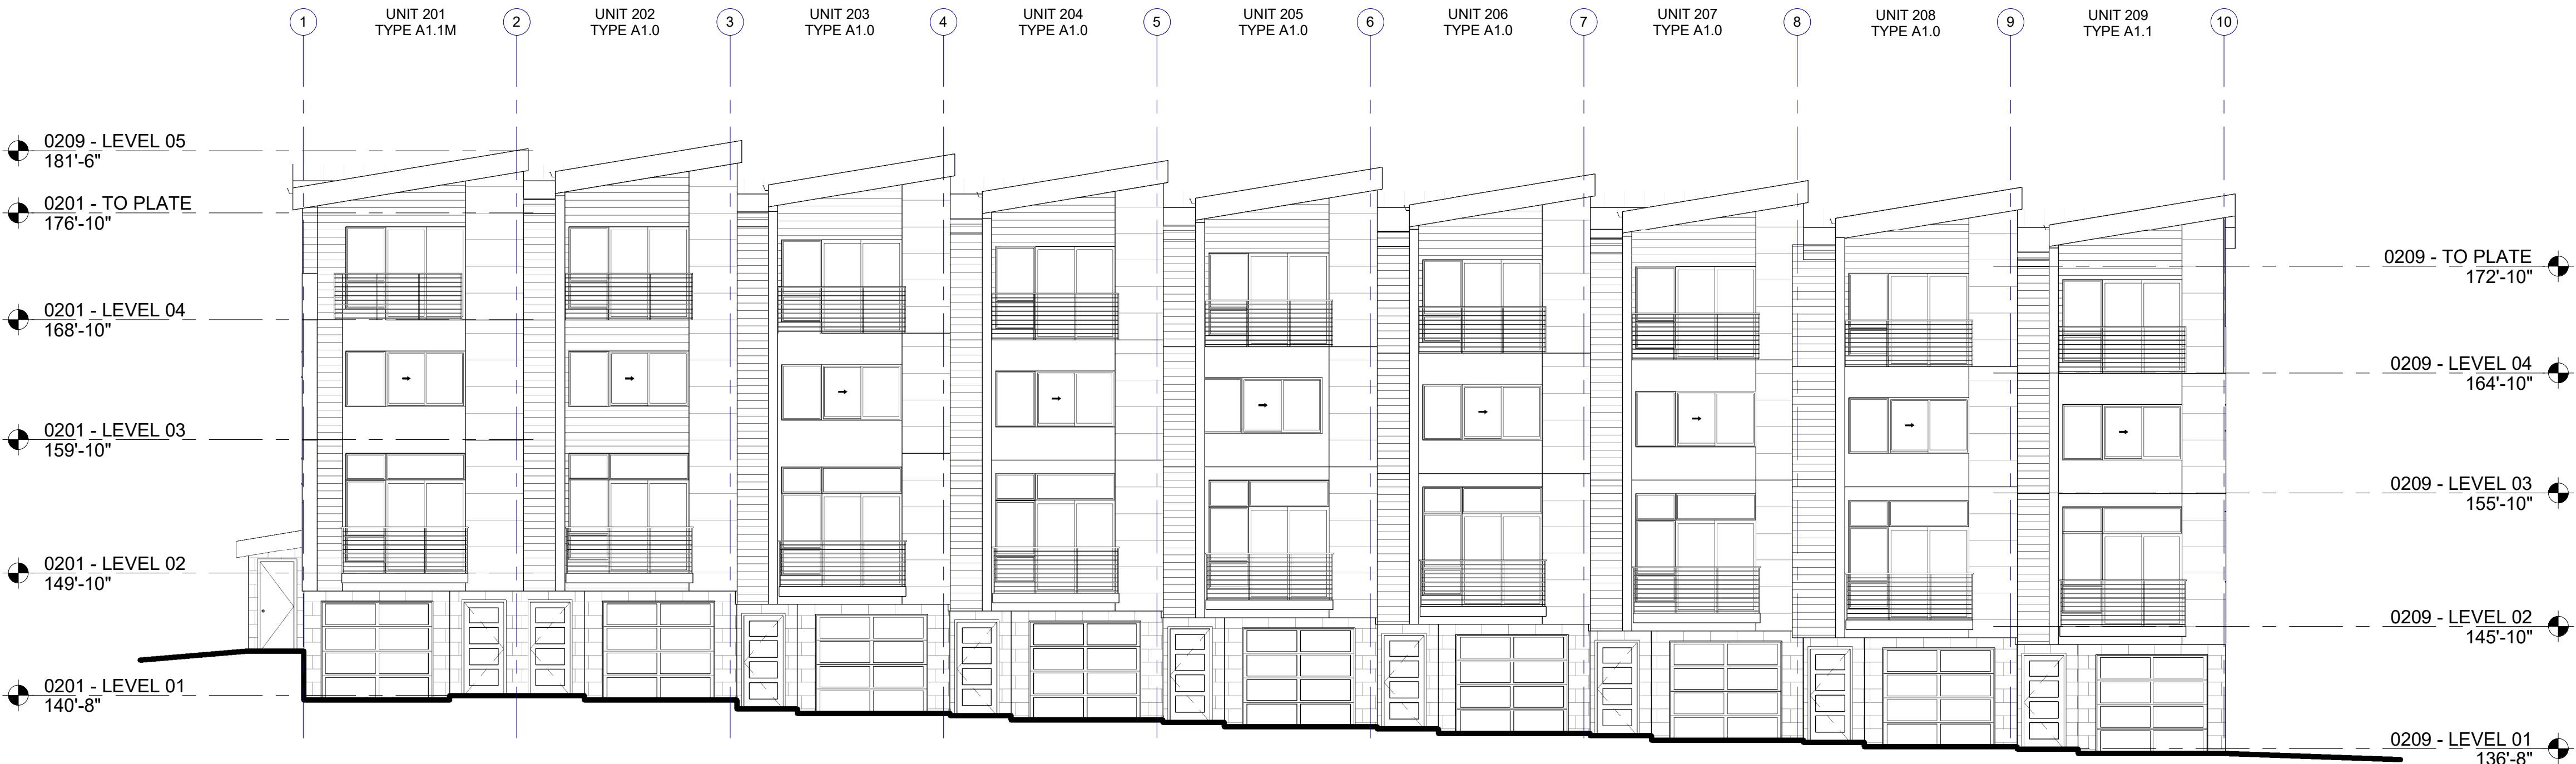 1
UNIT 201
TYPE A1.1M
2
UNIT 202
TYPE A1.0
3
UNIT 203
TYPE A1.0
4
UNIT 204
TYPE A1.0
5
UNIT 205
TYPE A1.0
6
UNIT 206
TYPE A1.0
7
UNIT 207
TYPE A1.0
8
UNIT 208
TYPE A1.0
9
UNIT 209
TYPE A1.1
10
0209 - LEVEL 05
181'-6"
0201 - TO PLATE
176'-10"
0201 - LEVEL 04
168'-10"
0201 - LEVEL 03
159'-10"
0201 - LEVEL 02
149'-10"
0201 - LEVEL 01
140'-8"
0209 - TO PLATE
172'-10"
0209 - LEVEL 04
164'-10"
0209 - LEVEL 03
155'-10"
0209 - LEVEL 02
145'-10"
0209 - LEVEL 01
136'-8"